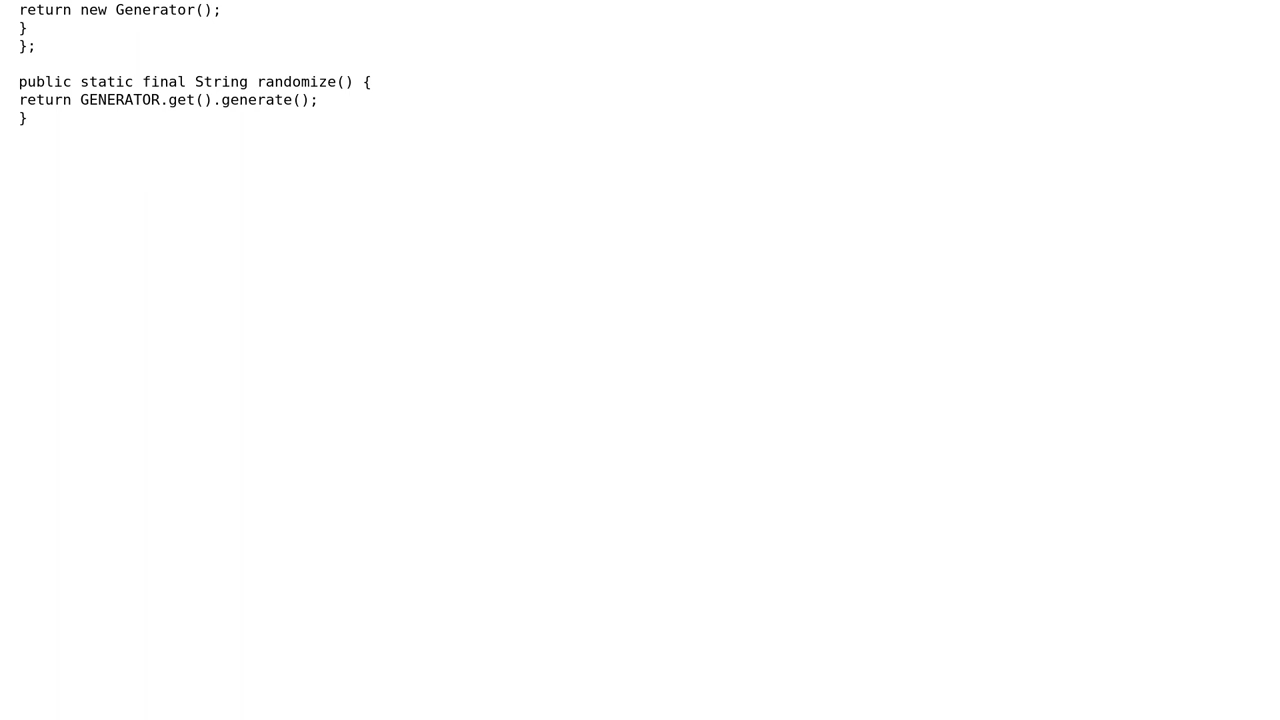 return new Generator();
}
};

public static final String randomize() {
return GENERATOR.get().generate();
}